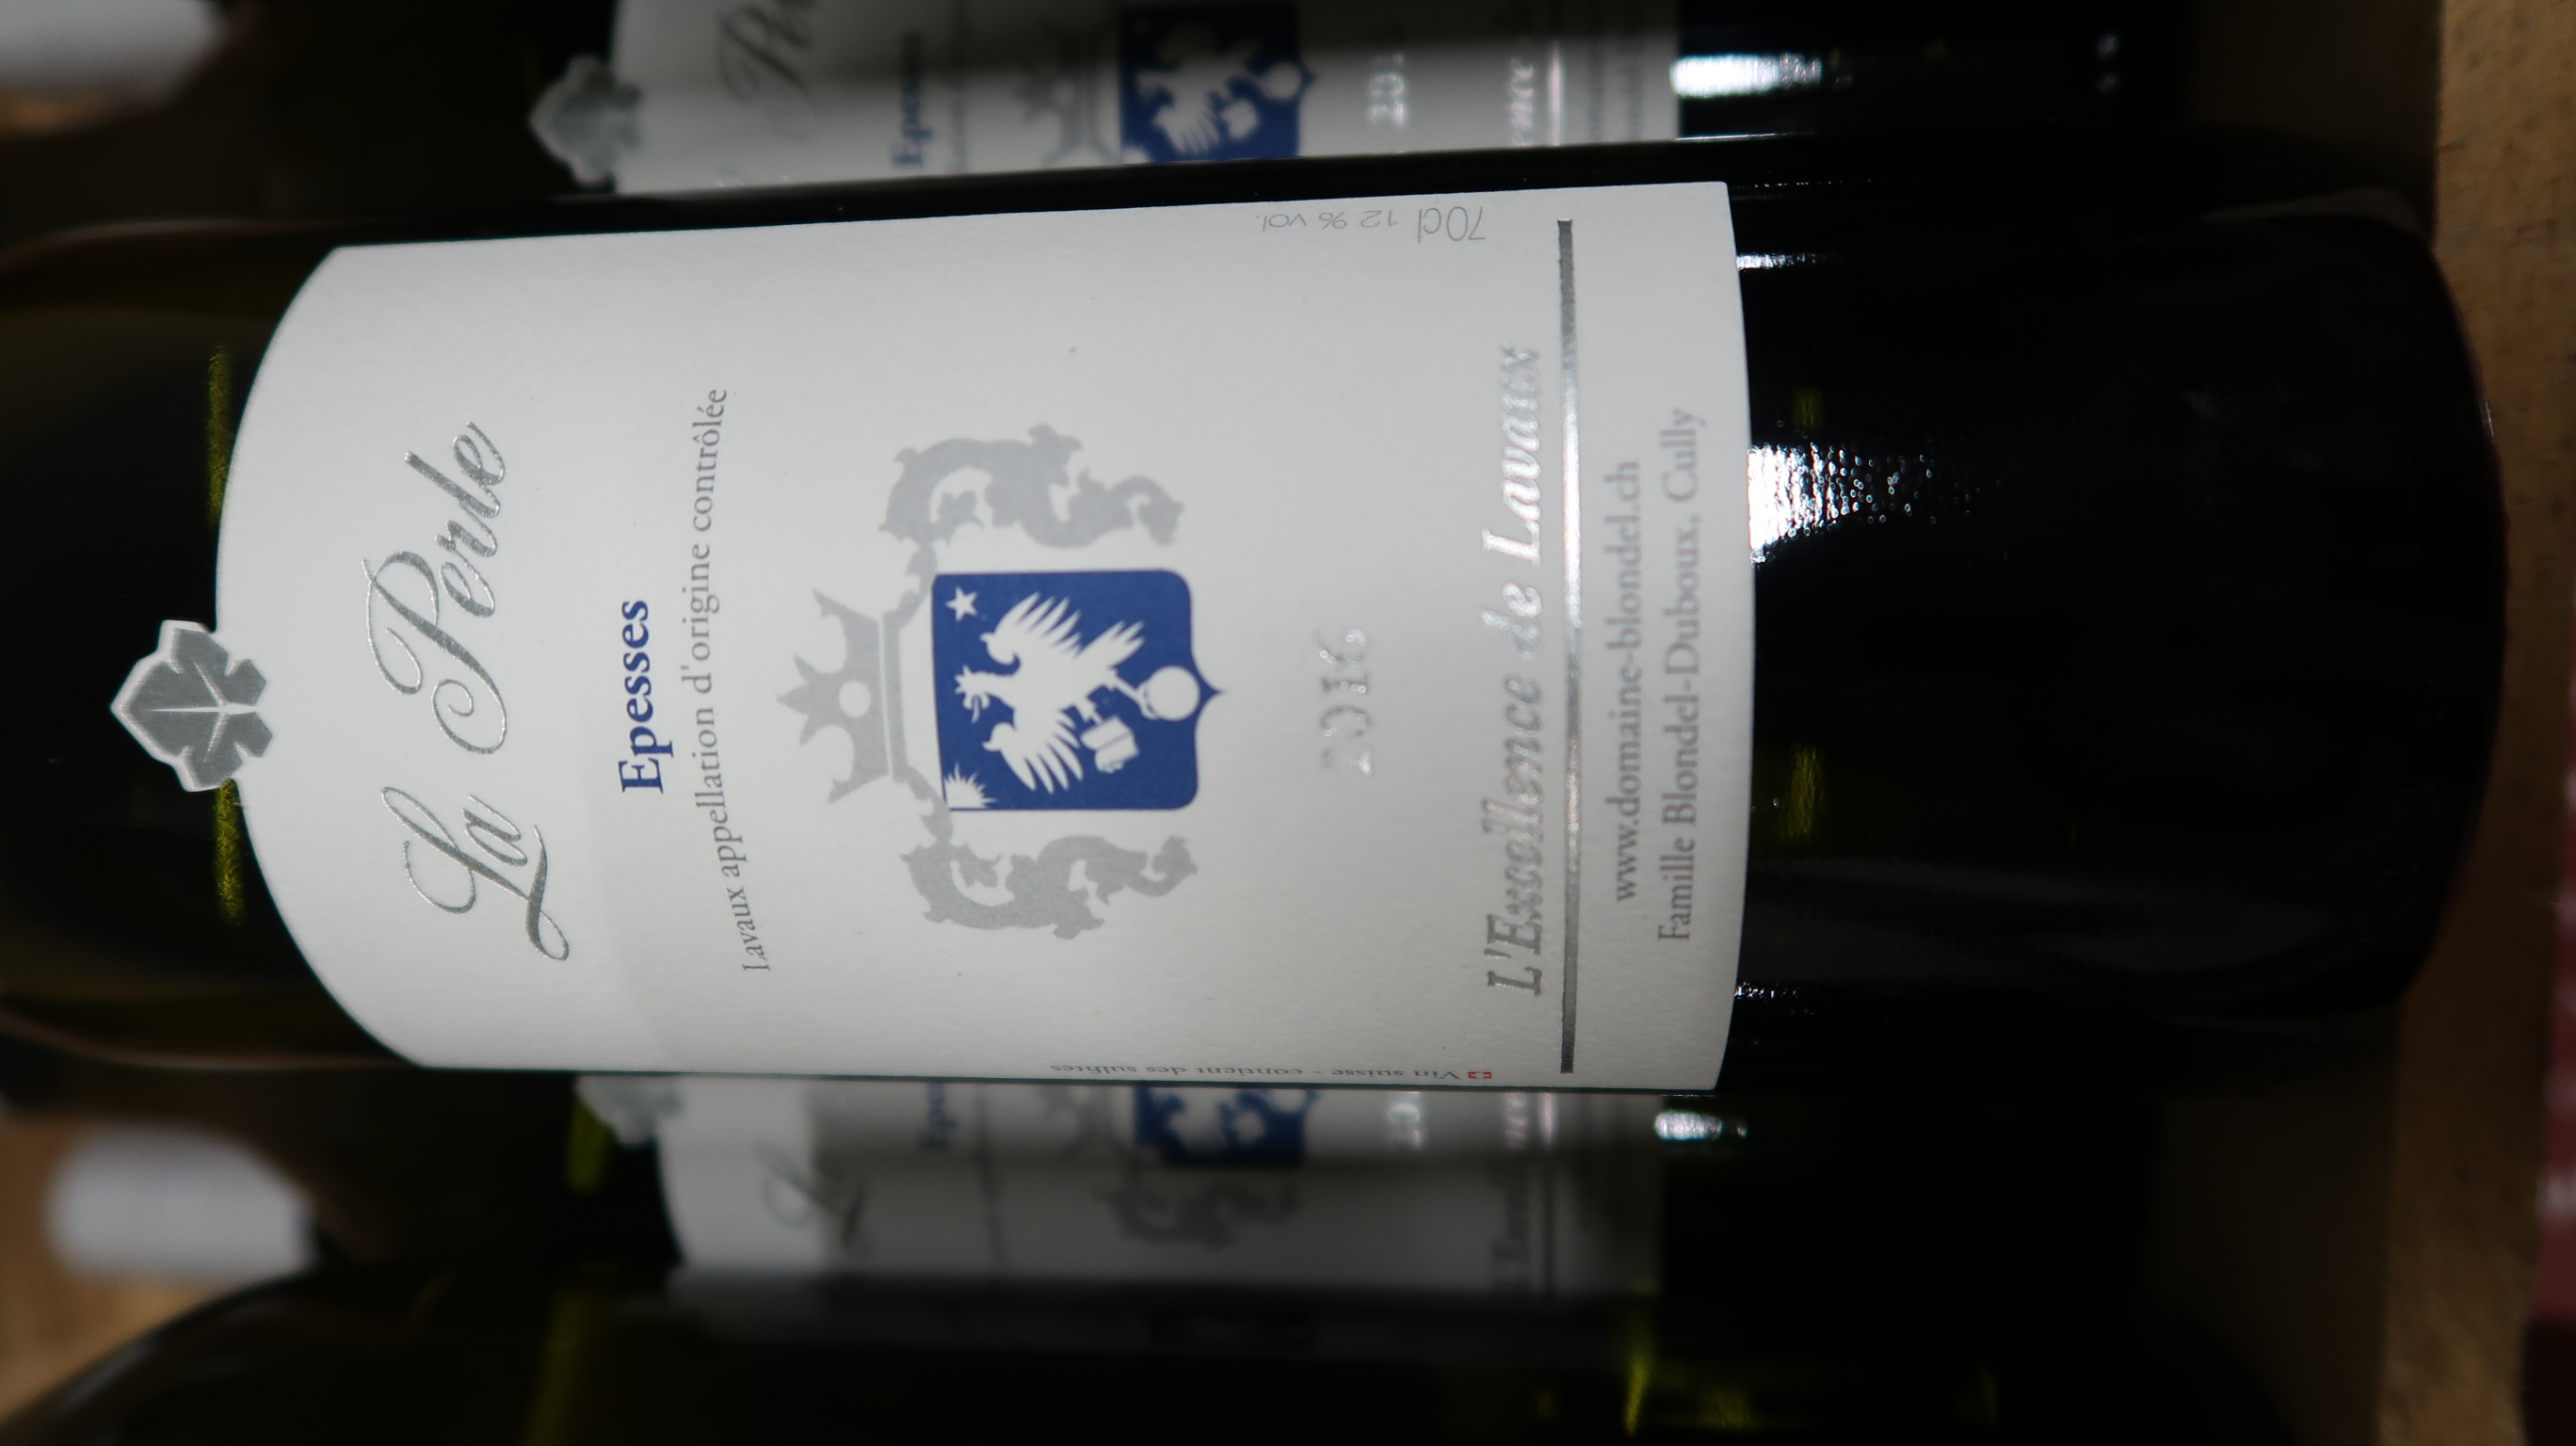 La Perle
Epesses
Lavaux appellation d'origine contrôlée
2016
L'Excellence de Lavaux
www.domaine-blondel.ch
Famille Blondel-Duboux, Cully
70cl 12 % vol.
Vin suisse - contient des sulfites
Epesses